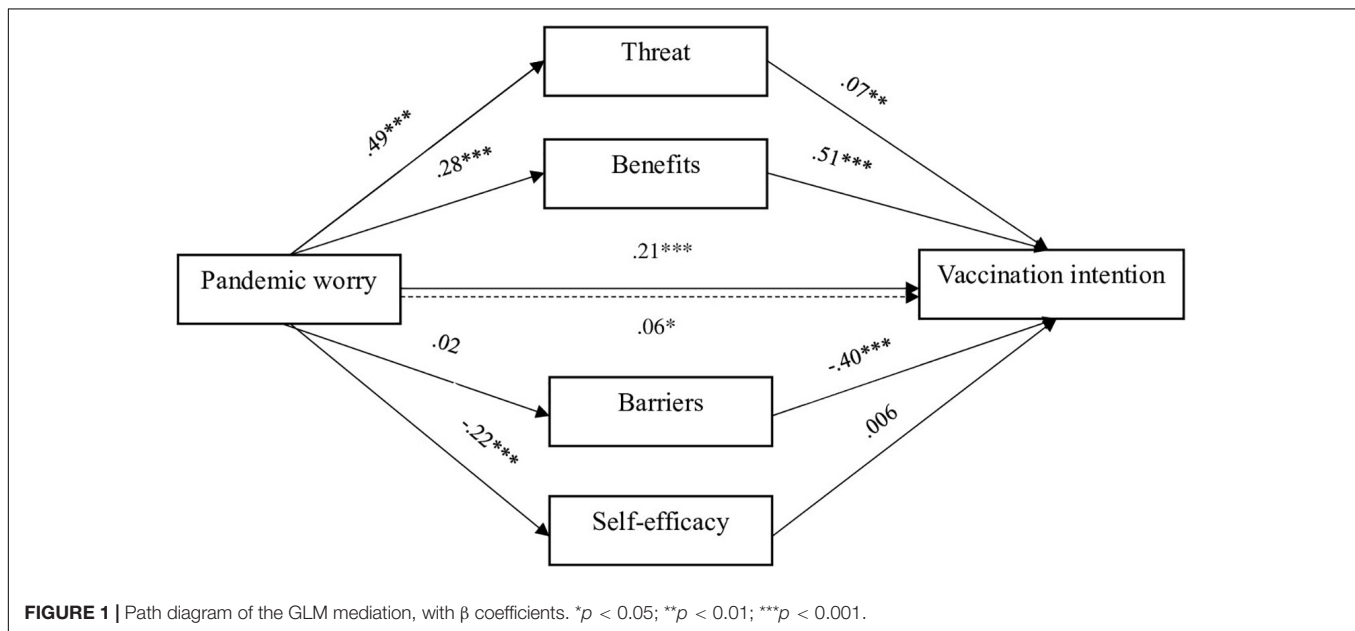 Threat
.07**
.49***
.28***
Benefits
.51***
.21***
Pandemic worry
Vaccination intention
.06*
.02
-.40***
Barriers
-.22***
.006
Self-efficacy
FIGURE 1 | Path diagram of the GLM mediation, with β coefficients. *p < 0.05; **p < 0.01; ***p < 0.001.